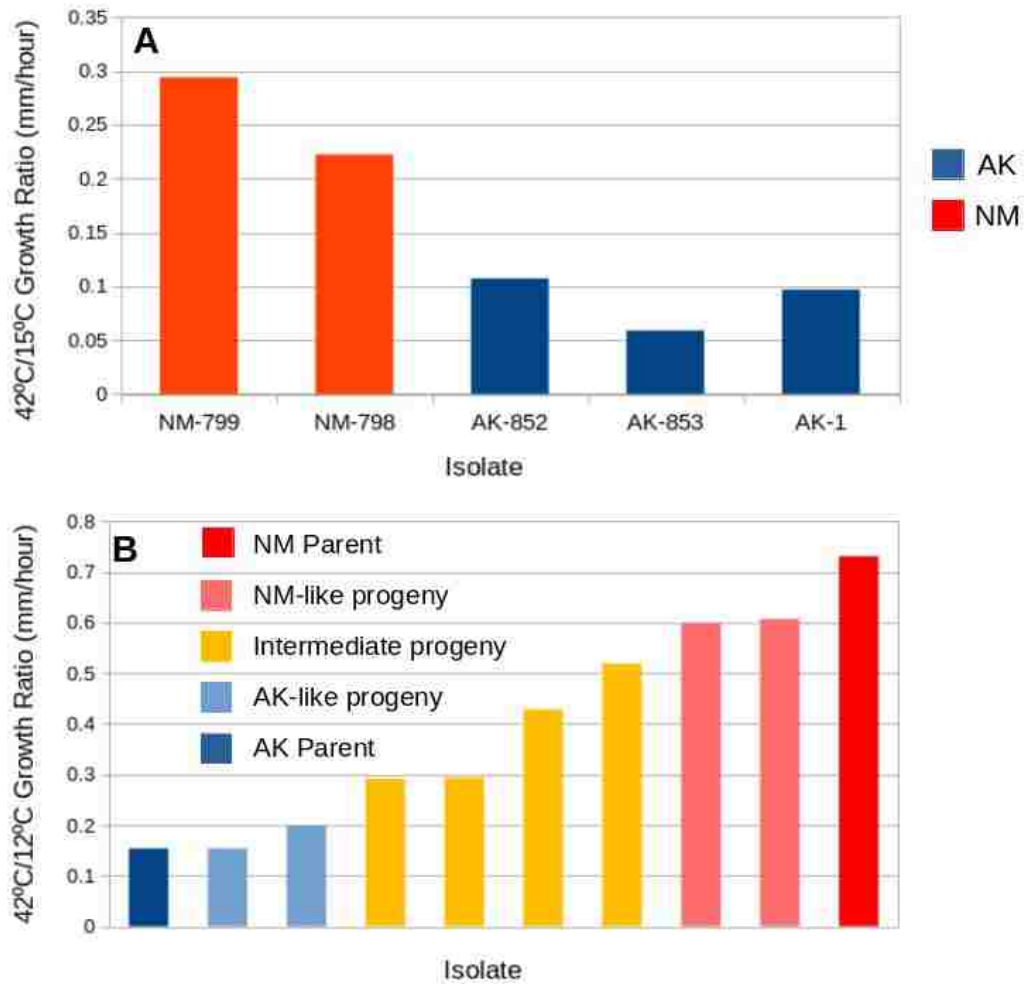 A
42ºC/15ºC Growth Ratio (mm/hour)
0.35
0.3
0.25
0.2
0.15
0.1
0.05
0
NM-799 NM-798 AK-852 AK-853 AK-1
Isolate
AK
NM
B
42ºC/12ºC Growth Ratio (mm/hour)
0.8
0.7
0.6
0.5
0.4
0.3
0.2
0.1
0
NM Parent
NM-like progeny
Intermediate progeny
AK-like progeny
AK Parent
Isolate